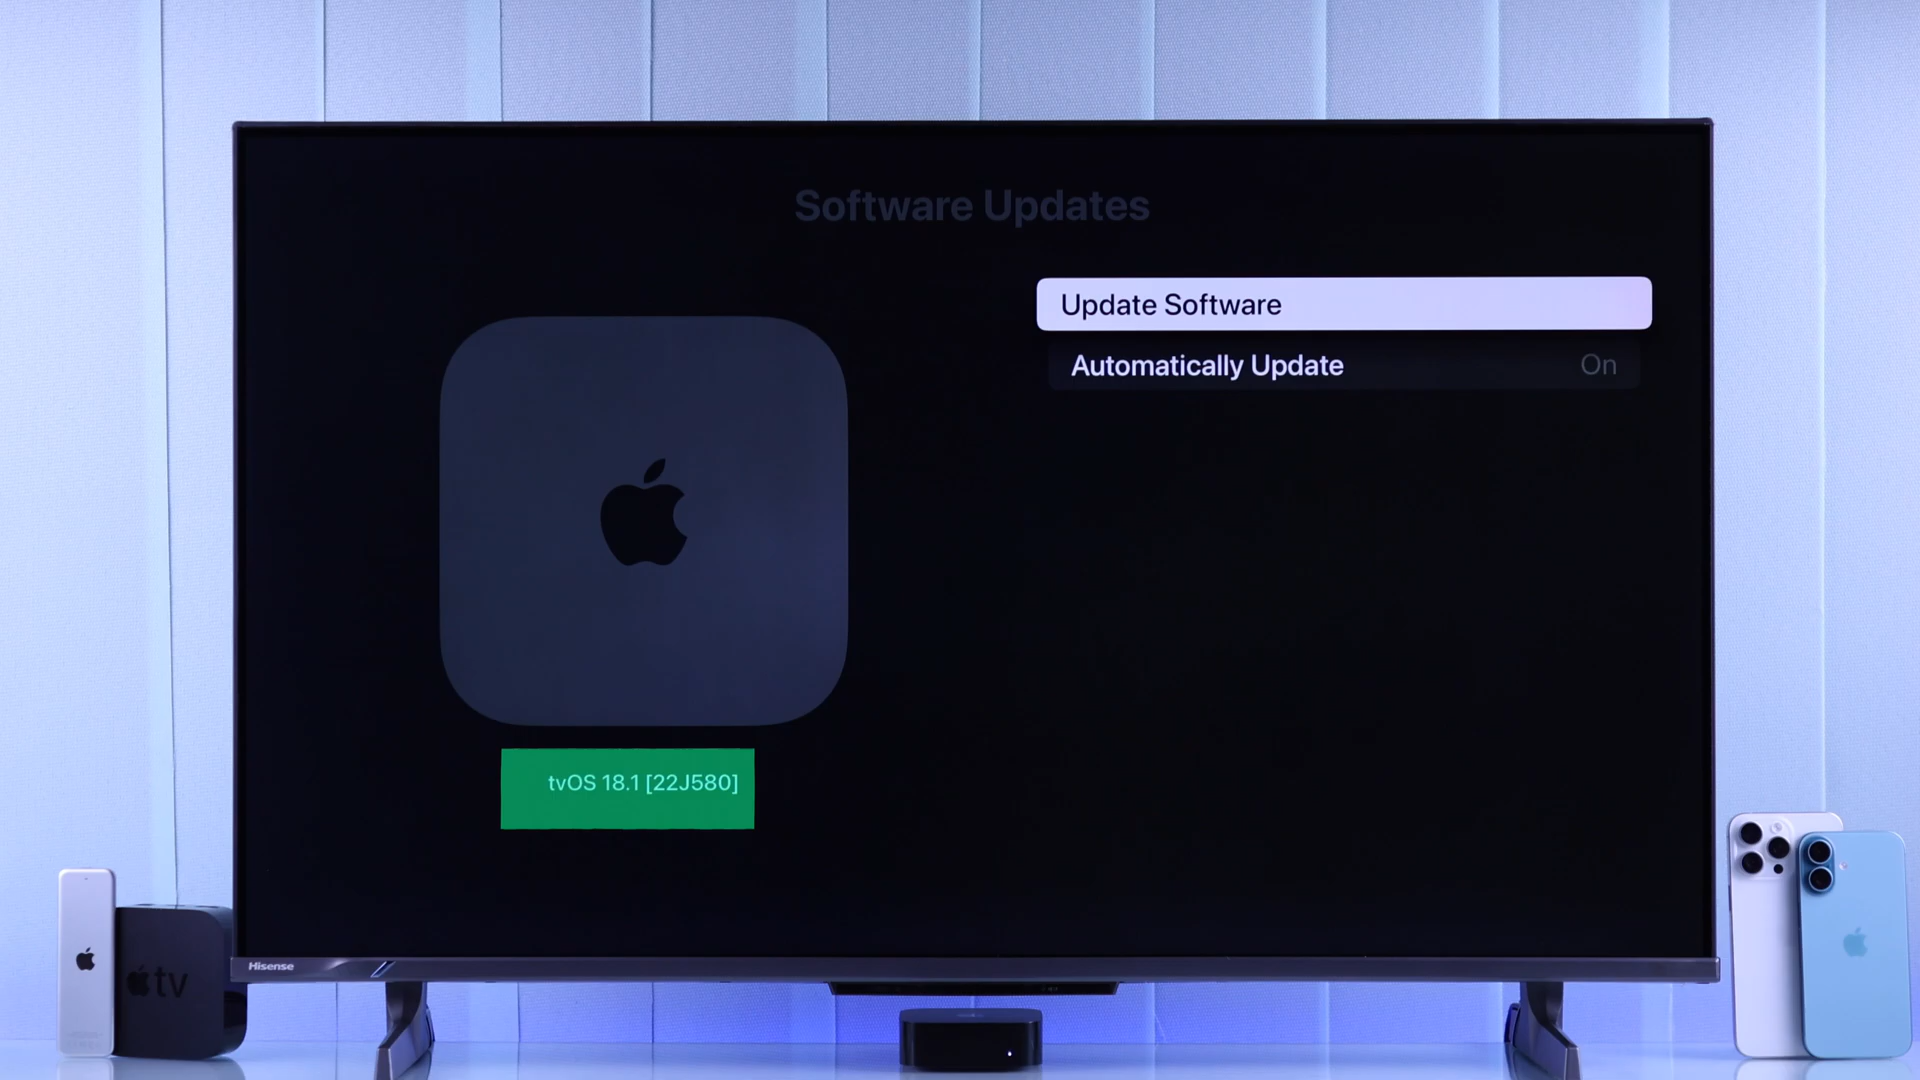 Software Updates
Update Software
Automatically Update On
tvOS 18.1 [22J580]
tv
Hisense